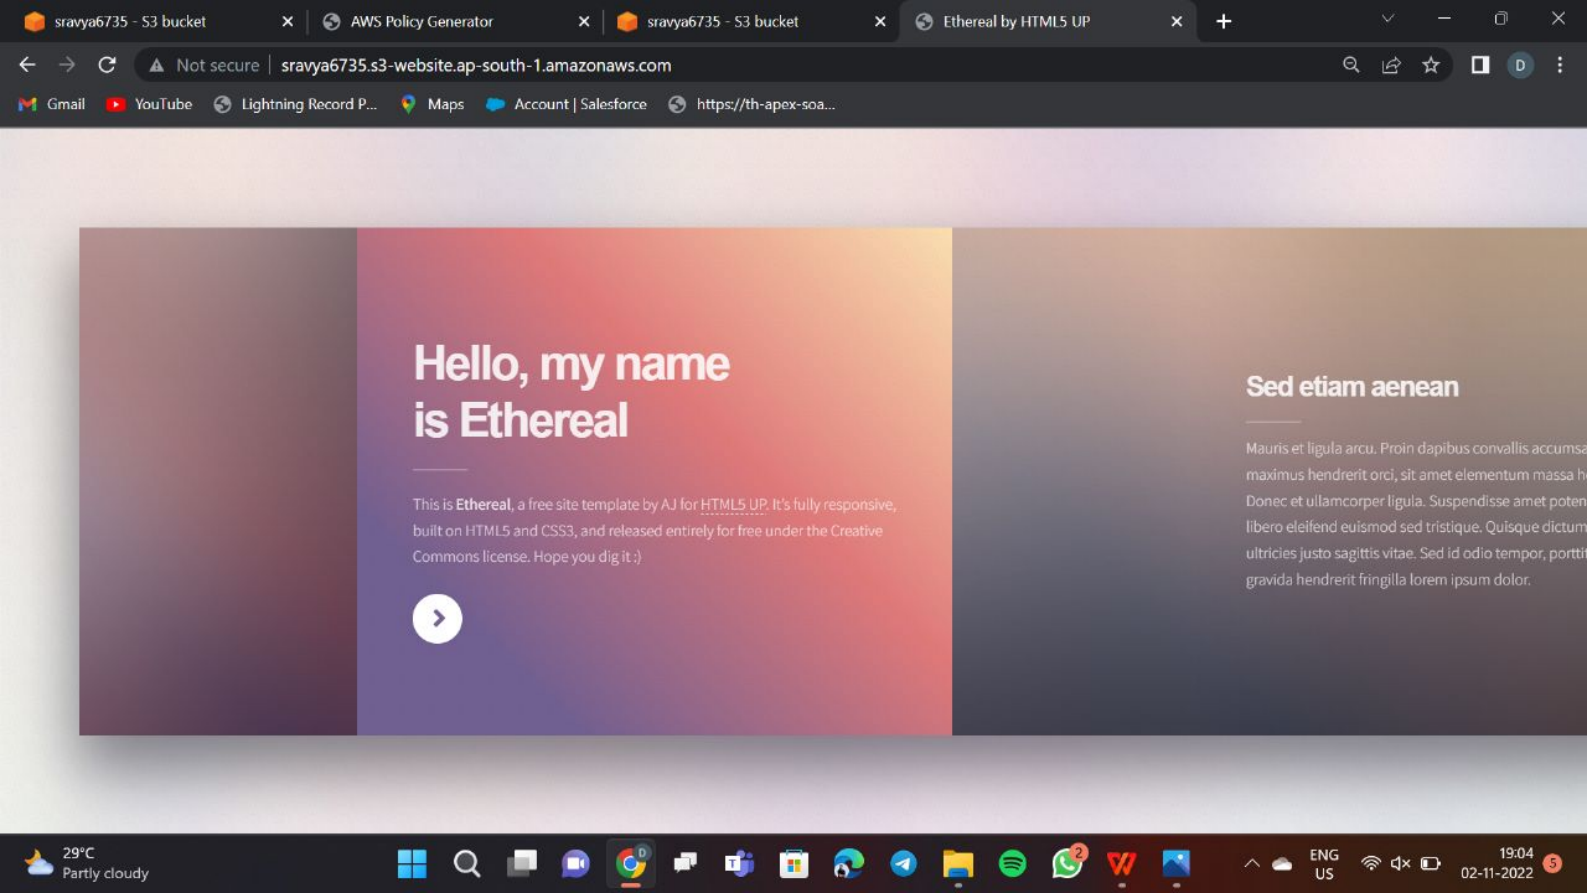 sravya6735 - S3 bucket
AWS Policy Generator
sravya6735 - S3 bucket
Ethereal by HTML5 UP
Not secure
sravya6735.s3-website.ap-south-1.amazonaws.com
D
Gmail
YouTube
Lightning Record P...
Maps
Account | Salesforce
https://th-apex-soa...
Hello, my name
is Ethereal
This is Ethereal, a free site template by AJ for HTML5 UP. It's fully responsive,
built on HTML5 and CSS3, and released entirely for free under the Creative
Commons license. Hope you dig it :)
Sed etiam aenean
Mauris et ligula arcu. Proin dapibus convallis accumsa
maximus hendrerit orci, sit amet elementum massa
Donec et ullamcorper ligula. Suspendisse amet poten
libero eleifend euismod sed tristique. Quisque dictum
ultricies justo sagittis vitae. Sed id odio tempor, portti
gravida hendrerit fringilla lorem ipsum dolor.
29°C
Partly cloudy
D
T
2
W
ENG
US
19:04
02-11-2022
5